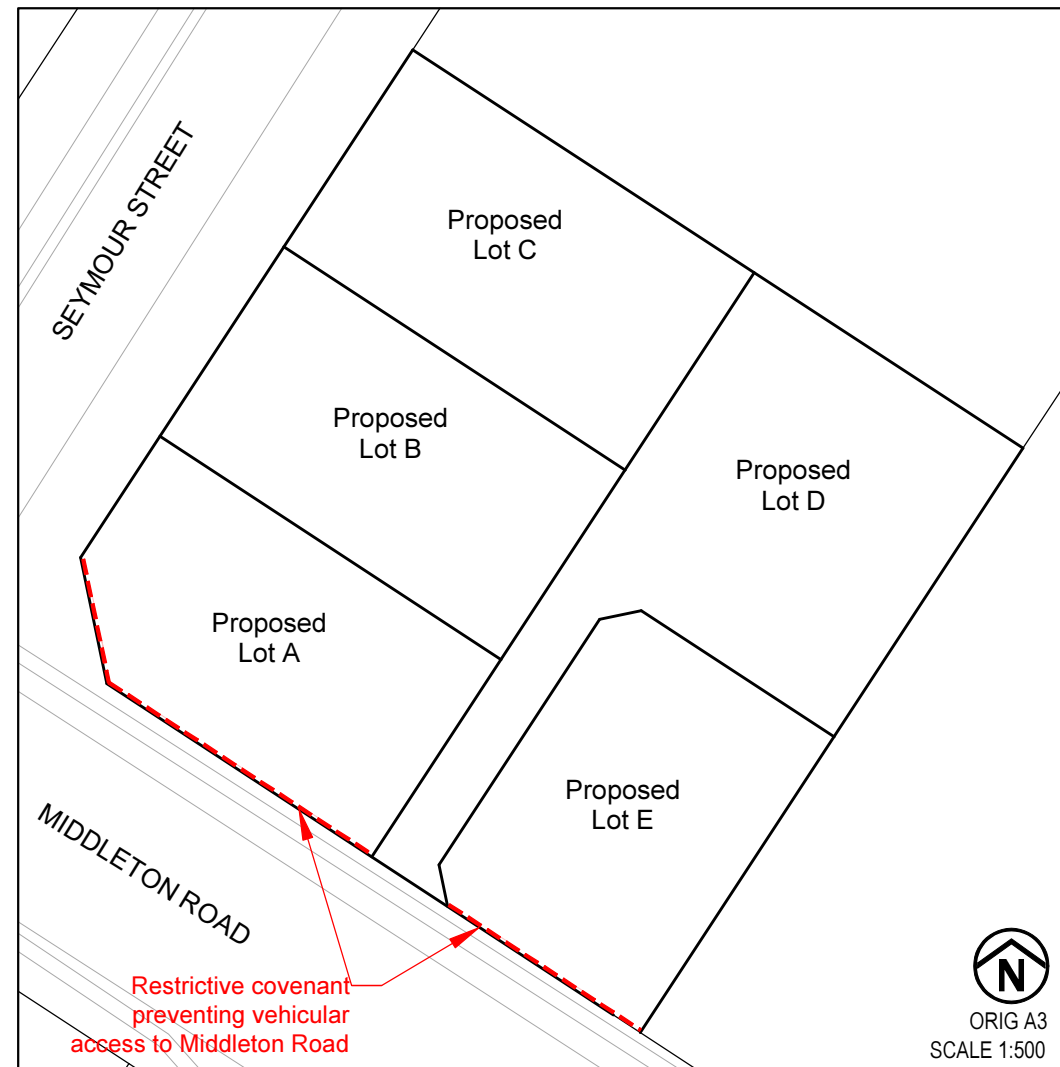 SEYMOUR STREET
Proposed
Lot C
Proposed
Lot B
Proposed
Lot D
Proposed
Lot A
Proposed
Lot E
MIDDLETON ROAD
Restrictive covenant
preventing vehicular
access to Middleton Road
N
ORIG A3
SCALE 1:500